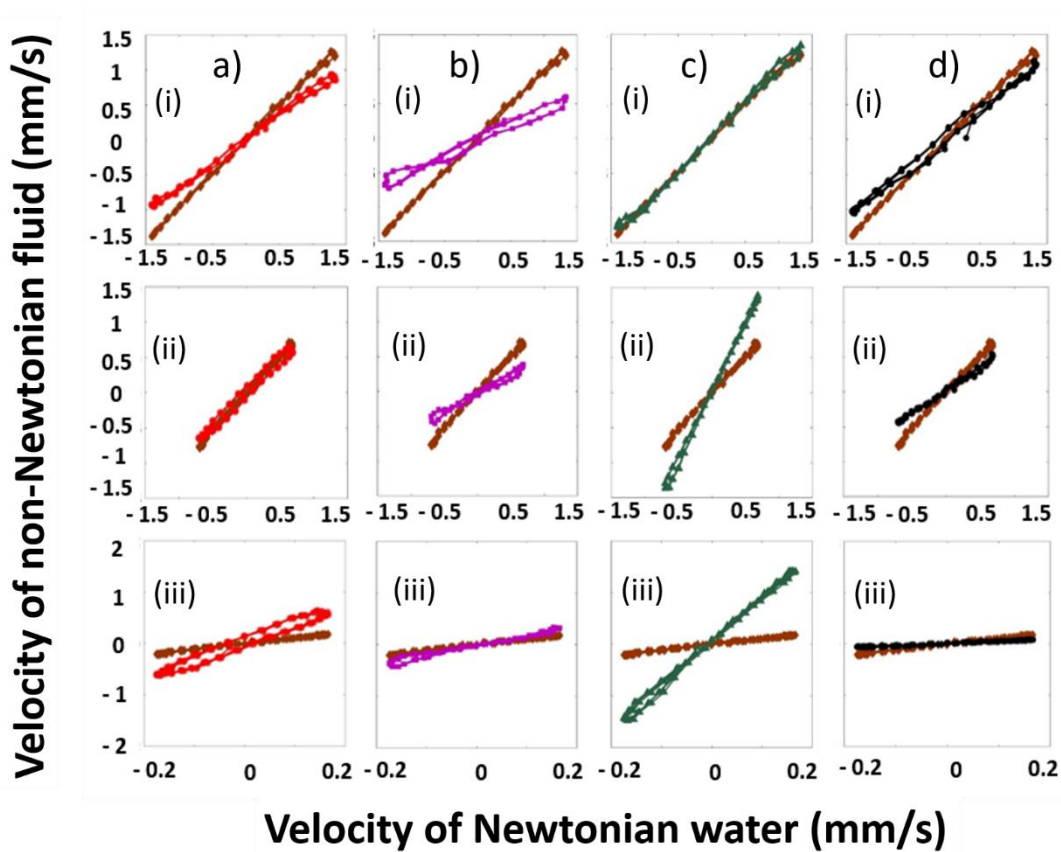 Velocity of non-Newtonian fluid (mm/s)
a) b) c) d)
(i) (i) (i) (i)
1.5
1
0.5
0
- 0.5
- 1
- 1.5
- 1.5 - 0.5 0.5 1.5 - 1.5 - 0.5 0.5 1.5 - 1.5 - 0.5 0.5 1.5 - 1.5 - 0.5 0.5 1.5
(ii) (ii) (ii) (ii)
1.5
1
0.5
0
- 0.5
- 1
- 1.5
- 1.5 - 0.5 0.5 1.5 - 1.5 - 0.5 0.5 1.5 - 1.5 - 0.5 0.5 1.5 - 1.5 - 0.5 0.5 1.5
(iii) (iii) (iii) (iii)
2
1
0
- 1
- 2
- 0.2 0 0.2 - 0.2 0 0.2 - 0.2 0 0.2 - 0.2 0 0.2
Velocity of Newtonian water (mm/s)